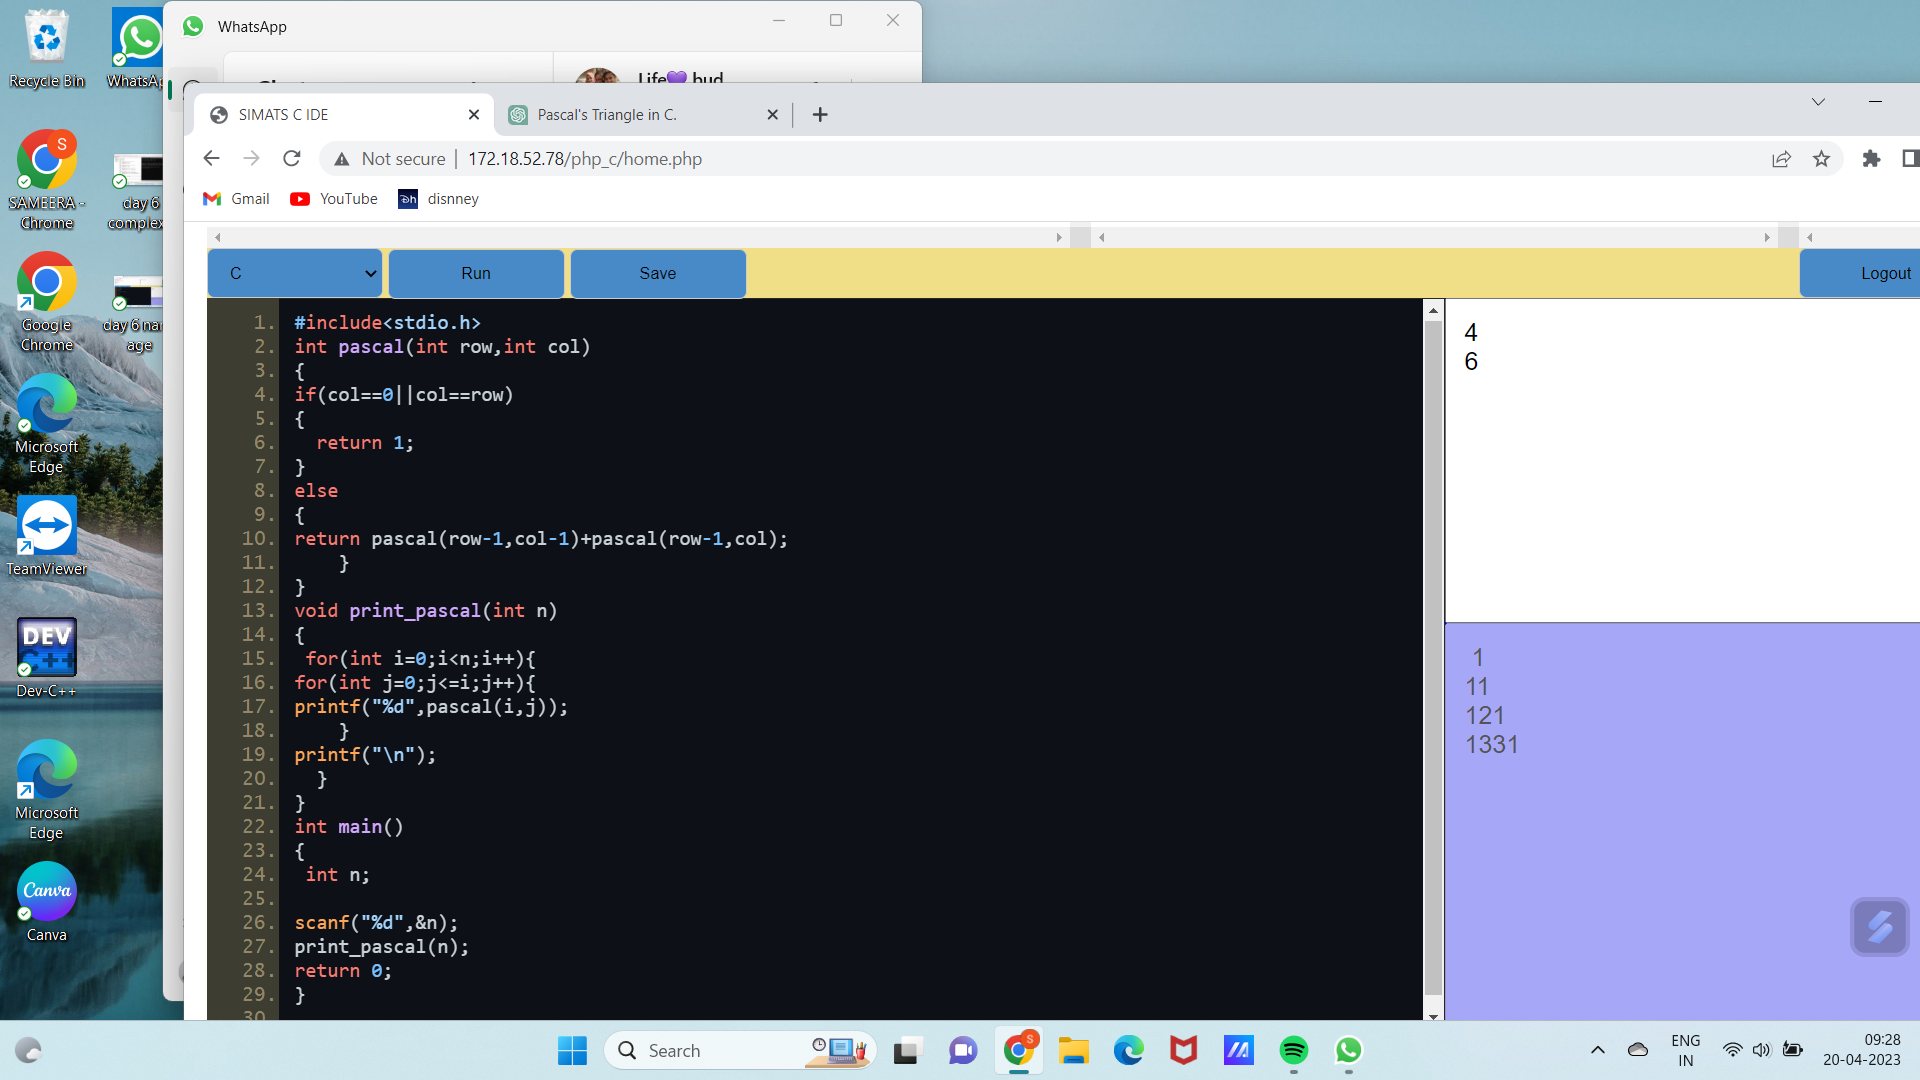 Recycle Bin
WhatsAp
SAMEERA -
Chrome
day 6
complex
Google
Chrome
day 6 na
age
Microsoft
Edge
TeamViewer
DEV
C++
Dev-C++
Microsoft
Edge
Canva
Canva
WhatsApp
Life💜 bud
SIMATS C IDE
Pascal's Triangle in C.
Not secure
172.18.52.78/php_c/home.php
Gmail
YouTube
disnney
C
Run
Save
Logout
1. #include<stdio.h>
2. int pascal(int row,int col)
3. {
4. if(col==0||col==row)
5. {
6.   return 1;
7. }
8. else
9. {
10. return pascal(row-1,col-1)+pascal(row-1,col);
11.     }
12. }
13. void print_pascal(int n)
14. {
15.  for(int i=0;i<n;i++){
16. for(int j=0;j<=i;j++){
17. printf("%d",pascal(i,j));
18.     }
19. printf("\n");
20.   }
21. }
22. int main()
23. {
24.  int n;
25.
26. scanf("%d",&n);
27. print_pascal(n);
28. return 0;
29. }
30
4
6
1
11
121
1331
Search
S
S
ENG
IN
09:28
20-04-2023